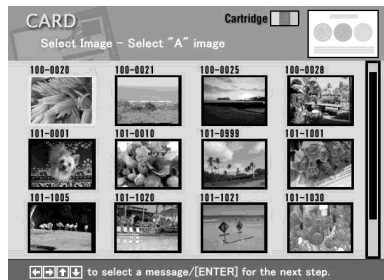 CARD
Cartridge
Select Image - Select "A" image
100-0020 100-0021 100-0025 100-0028
101-0001 101-0010 101-0999 101-1001
101-1005 101-1020 101-1021 101-1030
to select a message/[ENTER] for the next step.